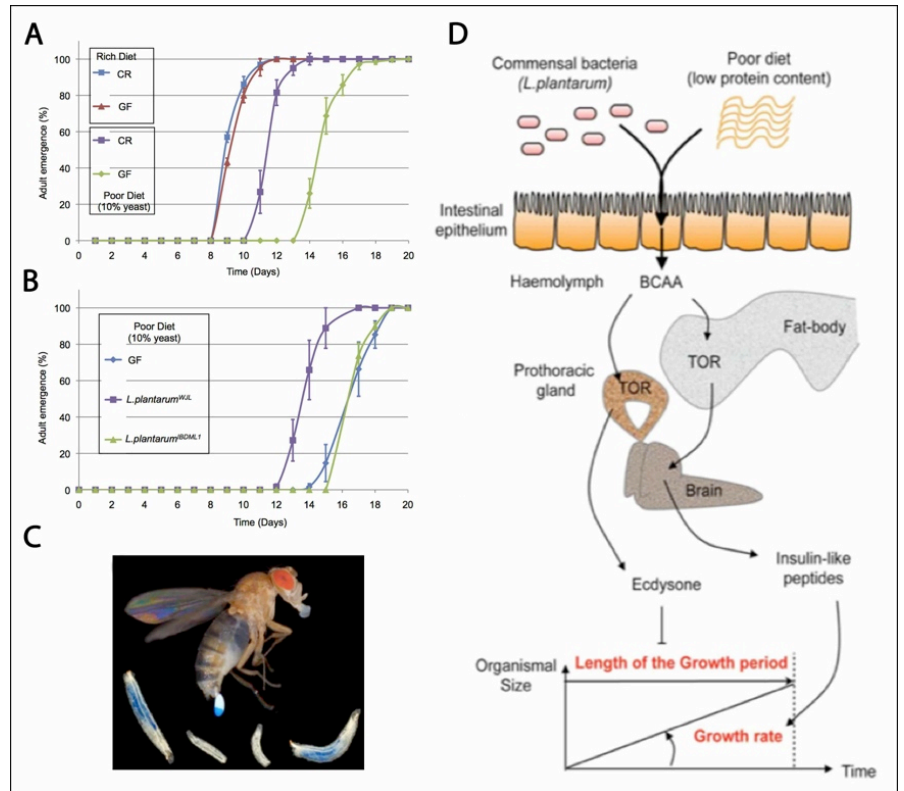 A
Rich Diet
CR
GF
CR
GF
Poor Diet
(10% yeast)
Adult emergence (%)
100
80
60
40
20
0
0 2 4 6 8 10 12 14 16 18 20
Time (Days)
B
Poor Diet
(10% yeast)
GF
L.plantarumWJL
L.plantarumIBDML1
Adult emergence (%)
100
80
60
40
20
0
0 2 4 6 8 10 12 14 16 18 20
Time (Days)
C
D
Commensal bacteria
(L.plantarum)
Poor diet
(low protein content)
Intestinal
epithelium
Haemolymph
BCAA
Fat-body
TOR
Prothoracic
gland
TOR
Brain
Ecdysone
Insulin-like
peptides
Organismal
Size
Length of the Growth period
Growth rate
Time